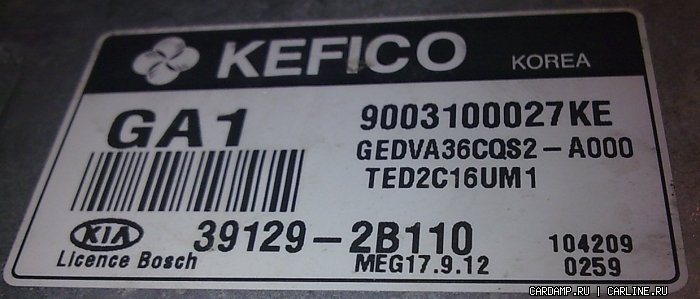 KEFICO KOREA
GA1
9003100027KE
GEDVA36CQS2-A000
TED2C16UM1
KIA
Licence Bosch
39129-2B110
MEG17.9.12
104209
0259
CARDAMP.RU | CARLINE.RU